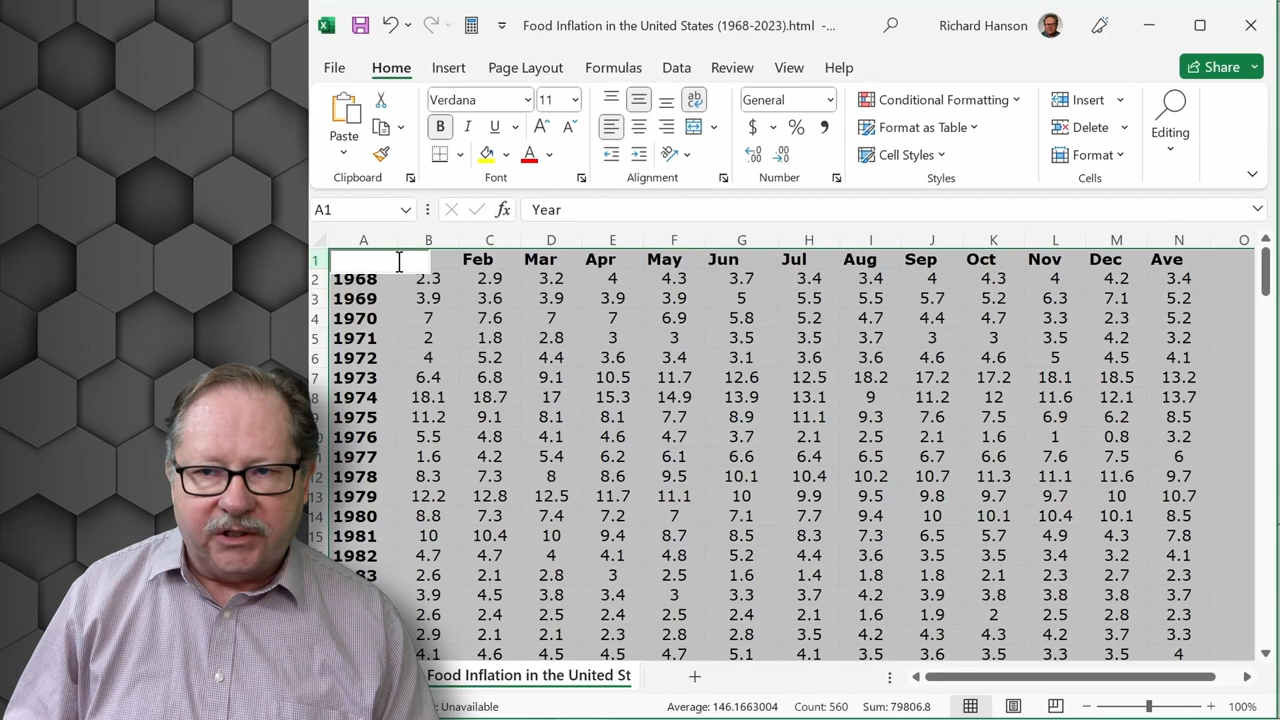 Food Inflation in the United States (1968-2023).html -...
Richard Hanson
File Home Insert Page Layout Formulas Data Review View Help
Share
Paste
Verdana 11
B I U A A
A
ab
General
$ % ,
Conditional Formatting
Format as Table
Cell Styles
Insert
Delete
Format
Editing
Clipboard Font Alignment Number Styles Cells
A1 fx Year
A B C D E F G H I J K L M N O
1 Feb Mar Apr May Jun Jul Aug Sep Oct Nov Dec Ave
2 1968 2.3 2.9 3.2 4 4.3 3.7 3.4 3.4 4 4.3 4 4.2 3.4
3 1969 3.9 3.6 3.9 3.9 3.9 5 5.5 5.5 5.7 5.2 6.3 7.1 5.2
4 1970 7 7.6 7 7 6.9 5.8 5.2 4.7 4.4 4.7 3.3 2.3 5.2
5 1971 2 1.8 2.8 3 3 3.5 3.5 3.7 3 3 3.5 4.2 3.2
6 1972 4 5.2 4.4 3.6 3.4 3.1 3.6 3.6 4.6 4.6 5 4.5 4.1
7 1973 6.4 6.8 9.1 10.5 11.7 12.6 12.5 18.2 17.2 17.2 18.1 18.5 13.2
8 1974 18.1 18.7 17 15.3 14.9 13.9 13.1 9 11.2 12 11.6 12.1 13.7
9 1975 11.2 9.1 8.1 8.1 7.7 8.9 11.1 9.3 7.6 7.5 6.9 6.2 8.5
10 1976 5.5 4.8 4.1 4.6 4.7 3.7 2.1 2.5 2.1 1.6 1 0.8 3.2
11 1977 1.6 4.2 5.4 6.2 6.1 6.6 6.4 6.5 6.7 6.6 7.6 7.5 6
12 1978 8.3 7.3 8 8.6 9.5 10.1 10.4 10.2 10.7 11.3 11.1 11.6 9.7
13 1979 12.2 12.8 12.5 11.7 11.1 10 9.9 9.5 9.8 9.7 9.7 10 10.7
14 1980 8.8 7.3 7.4 7.2 7 7.1 7.7 9.4 10 10.1 10.4 10.1 8.5
15 1981 10 10.4 10 9.4 8.7 8.5 8.3 7.3 6.5 5.7 4.9 4.3 7.8
1982 4.7 4.7 4 4.1 4.8 5.2 4.4 3.6 3.5 3.5 3.4 3.2 4.1
83 2.6 2.1 2.8 3 2.5 1.6 1.4 1.8 1.8 2.1 2.3 2.7 2.3
3.9 4.5 3.8 3.4 3 3.3 3.7 4.2 3.9 3.8 3.8 3.8 3.7
2.6 2.4 2.5 2.4 2.5 2.4 2.1 1.6 1.9 2 2.5 2.8 2.3
2.9 2.1 2.1 2.3 2.8 2.8 3.5 4.2 4.3 4.3 4.2 3.7 3.3
4.1 4.6 4.5 4.5 4.7 5.1 4.1 3.5 3.6 3.5 3.3 3.5 4
Food Inflation in the United St
: Unavailable Average: 146.1663004 Count: 560 Sum: 79806.8 100%